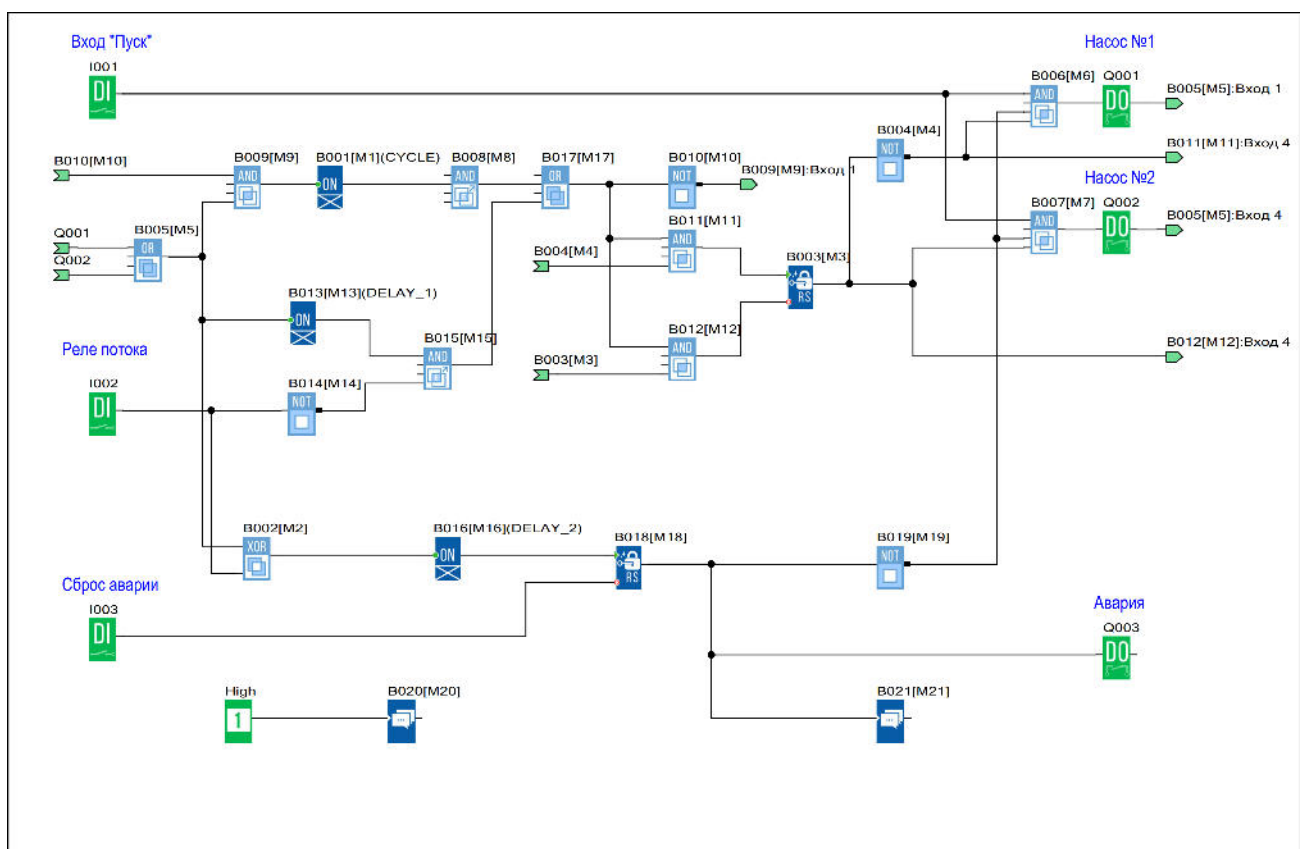 Вход "Пуск"
I001
DI
Насос №1
B006[M6]
AND
Q001
DO
B005[M5]:Вход 1
B004[M4]
NOT
B011[M11]:Вход 4
B010[M10]
B009[M9]
AND
B001[M1](CYCLE)
ON
B008[M8]
AND
B017[M17]
OR
B010[M10]
NOT
B009[M9]:Вход 1
Насос №2
B007[M7]
AND
Q002
DO
B005[M5]:Вход 4
Q001
Q002
B005[M5]
OR
B011[M11]
AND
B004[M4]
B003[M3]
RS
B013[M13](DELAY_1)
ON
B015[M15]
AND
B012[M12]
AND
B003[M3]
B012[M12]:Вход 4
Реле потока
I002
DI
B014[M14]
NOT
B002[M2]
XOR
B016[M16](DELAY_2)
ON
B018[M18]
RS
B019[M19]
NOT
Сброс аварии
I003
DI
Авария
Q003
DO
High
1
B020[M20]
B021[M21]